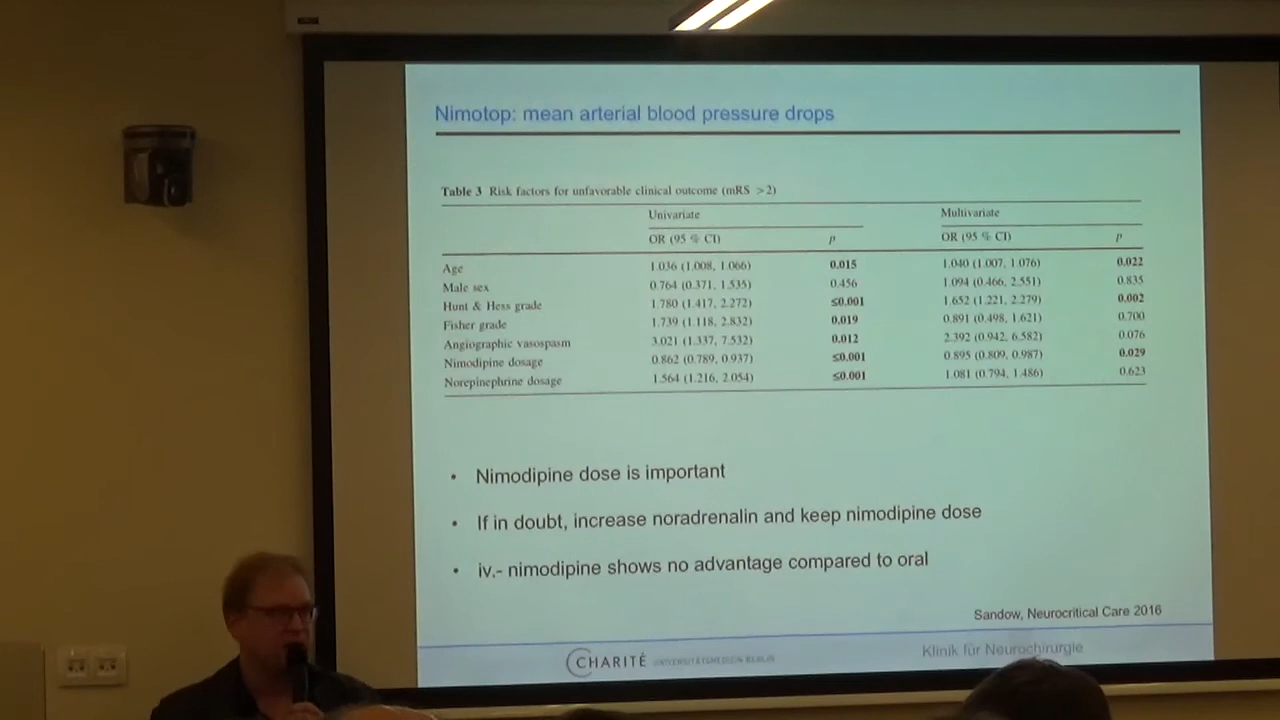 Nimotop: mean arterial blood pressure drops
Table 3 Risk factors for unfavorable clinical outcome (mRS >2)
Univariate Multivariate
OR (95 % CI) p OR (95 % CI) p
Age 1.036 (1.008, 1.066) 0.015 1.040 (1.007, 1.076) 0.022
Male sex 0.764 (0.371, 1.535) 0.456 1.094 (0.466, 2.551) 0.835
Hunt & Hess grade 1.780 (1.417, 2.272) ≤0.001 1.652 (1.221, 2.279) 0.002
Fisher grade 1.739 (1.118, 2.832) 0.019 0.891 (0.498, 1.621) 0.700
Angiographic vasospasm 3.021 (1.337, 7.532) 0.012 2.392 (0.942, 6.582) 0.076
Nimodipine dosage 0.862 (0.789, 0.937) ≤0.001 0.895 (0.809, 0.987) 0.029
Norepinephrine dosage 1.564 (1.216, 2.054) ≤0.001 1.081 (0.794, 1.486) 0.623
• Nimodipine dose is important
• If in doubt, increase noradrenalin and keep nimodipine dose
• iv.- nimodipine shows no advantage compared to oral
Sandow, Neurocritical Care 2016
CHARITÉ UNIVERSITÄTSMEDIZIN BERLIN Klinik für Neurochirurgie